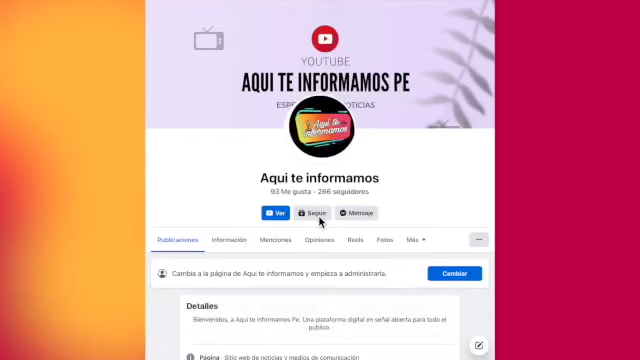 YOUTUBE
AQUI TE INFORMAMOS PE
Aqui te
informamos
Aqui te informamos
93 Me gusta • 266 seguidores
Ver
Seguir
Mensaje
Publicaciones
Información
Menciones
Opiniones
Reels
Fotos
Más
Cambia a la página de Aqui te informamos y empieza a administrarla.
Cambiar
Detalles
Bienvenidos, a Aquí te Informamos Pe. Una plataforma digital en señal abierta para todo el
publico.
Página · Sitio web de noticias y medios de comunicación